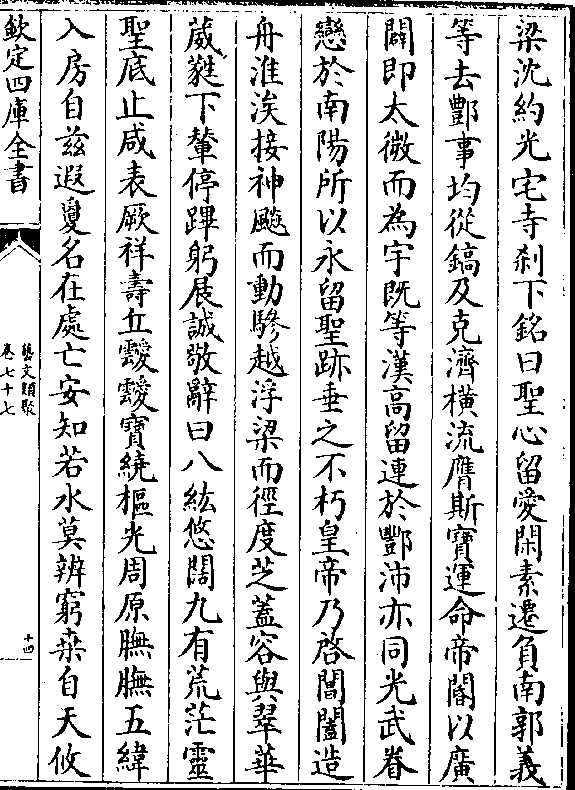 梁沈約光宅寺刹下銘曰聖心留愛閑素遷負南郭義
等去酆事均從鎬及克濟橫流膺斯寶運命帝閽以廣
闢即太微而為宇既等漢高留連於酆沛亦同光武眷
戀於南陽所以永留聖跡垂之不朽皇帝乃啓閶闔造
舟淮涘接神飈而動驂越浮梁而徑度芝蓋容與翠華
葳蕤下輦停蹕躬展誠敬辭曰八紘悠闊九有荒茫靈
聖底止咸表厥祥壽丘靉靉寶繞樞光周原膴膴五緯
入房自兹遐夐名在處亡安知若水莫辨窮桒自天攸
欽定四庫全書
藝文類聚
卷七十七
十四